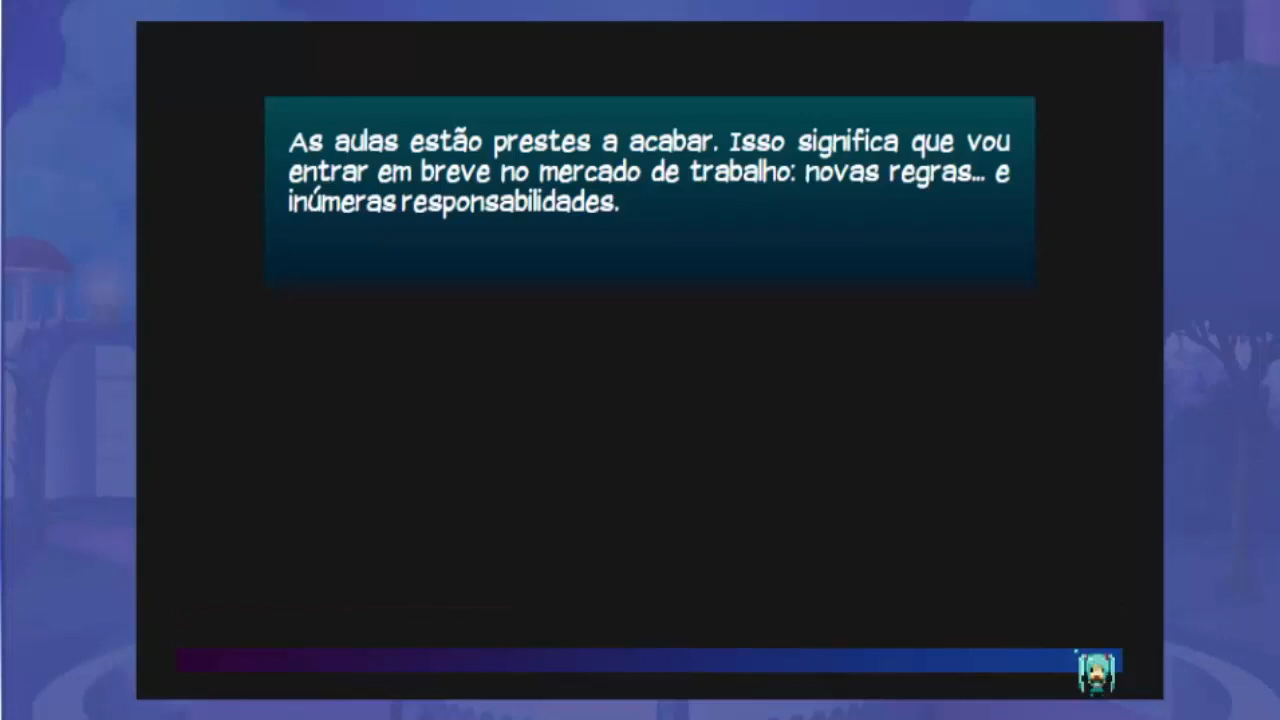 As aulas estão prestes a acabar. Isso significa que vou
entrar em breve no mercado de trabalho: novas regras... e
inúmeras responsabilidades.